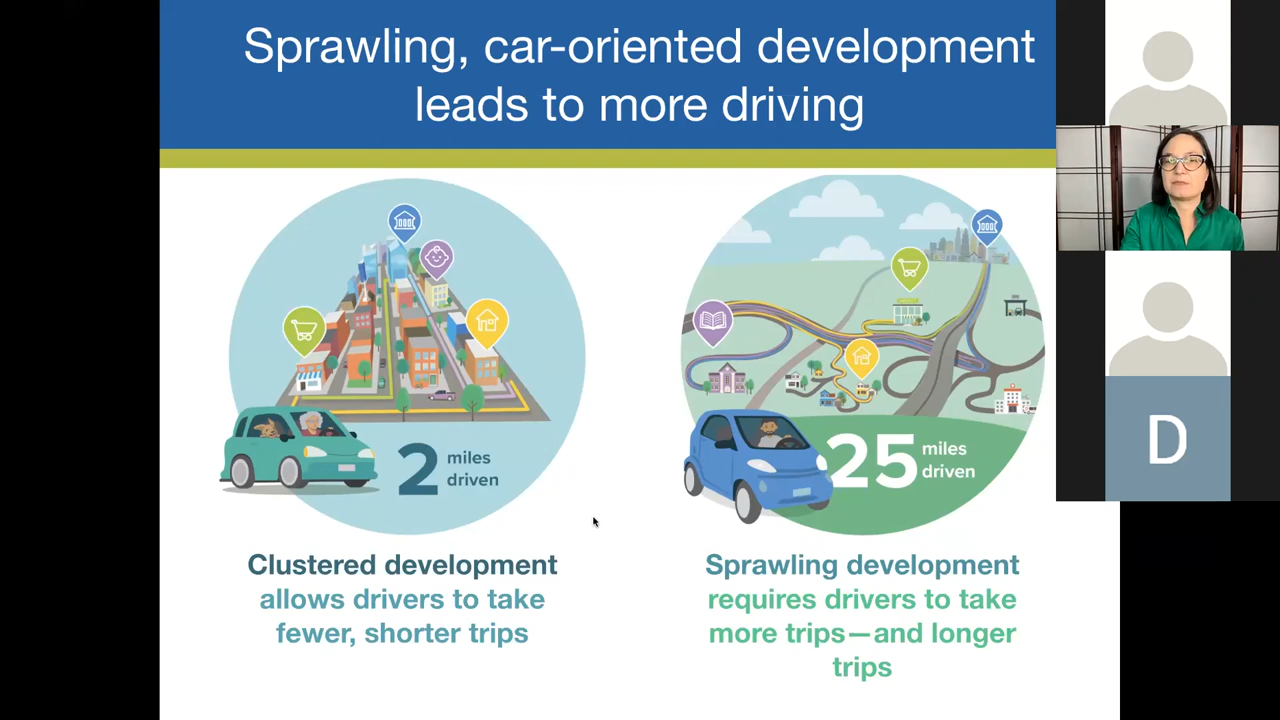 Sprawling, car-oriented development
leads to more driving
2 miles
driven
25 miles
driven
Clustered development
allows drivers to take
fewer, shorter trips
Sprawling development
requires drivers to take
more trips—and longer
trips
D